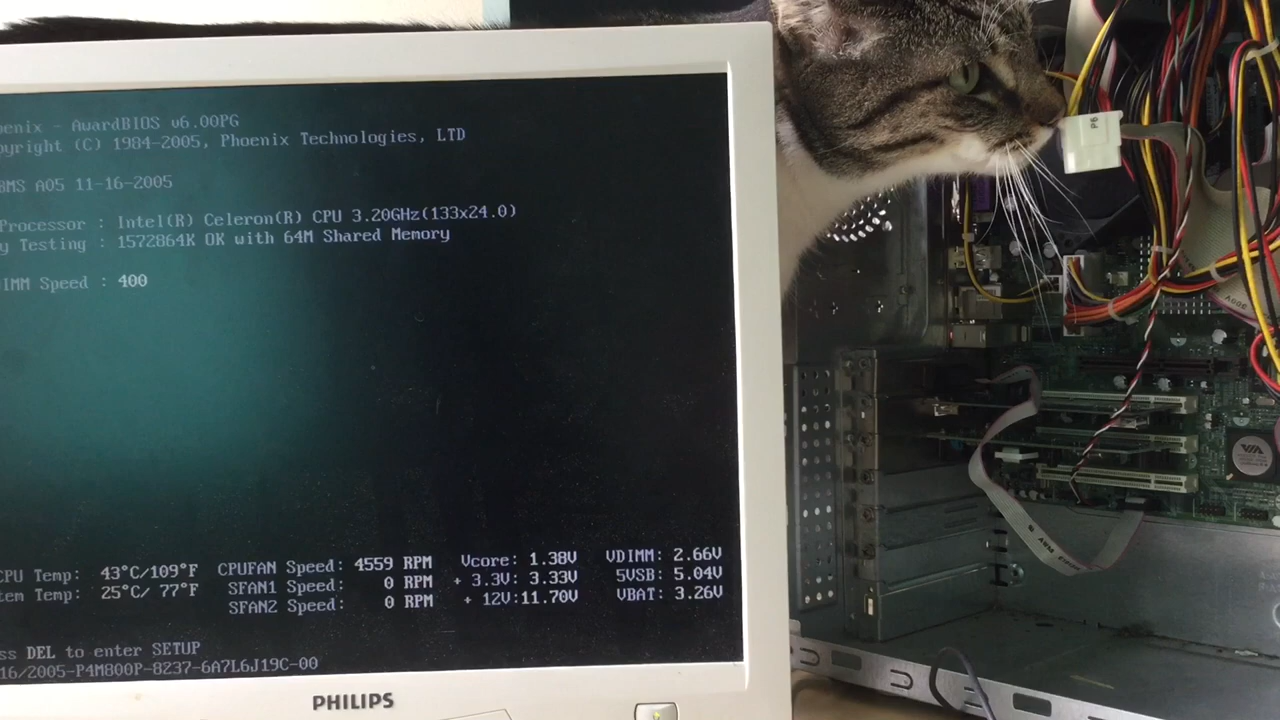 oenix - AwardBIOS v6.00PG
pyright (C) 1984-2005, Phoenix Technologies, LTD
8MS A05 11-16-2005
Processor : Intel(R) Celeron(R) CPU 3.20GHz(133x24.0)
y Testing : 1572864K OK with 64M Shared Memory
IMM Speed : 400
CPU Temp: 43°C/109°F CPUFAN Speed: 4559 RPM Vcore: 1.38V VDIMM: 2.66V
tem Temp: 25°C/ 77°F SFAN1 Speed: 0 RPM + 3.3V: 3.33V 5VSB: 5.04V
SFAN2 Speed: 0 RPM + 12V:11.70V VBAT: 3.26V
ss DEL to enter SETUP
16/2005-P4M800P-8237-6A7L6J19C-00
PHILIPS
P6
VIA